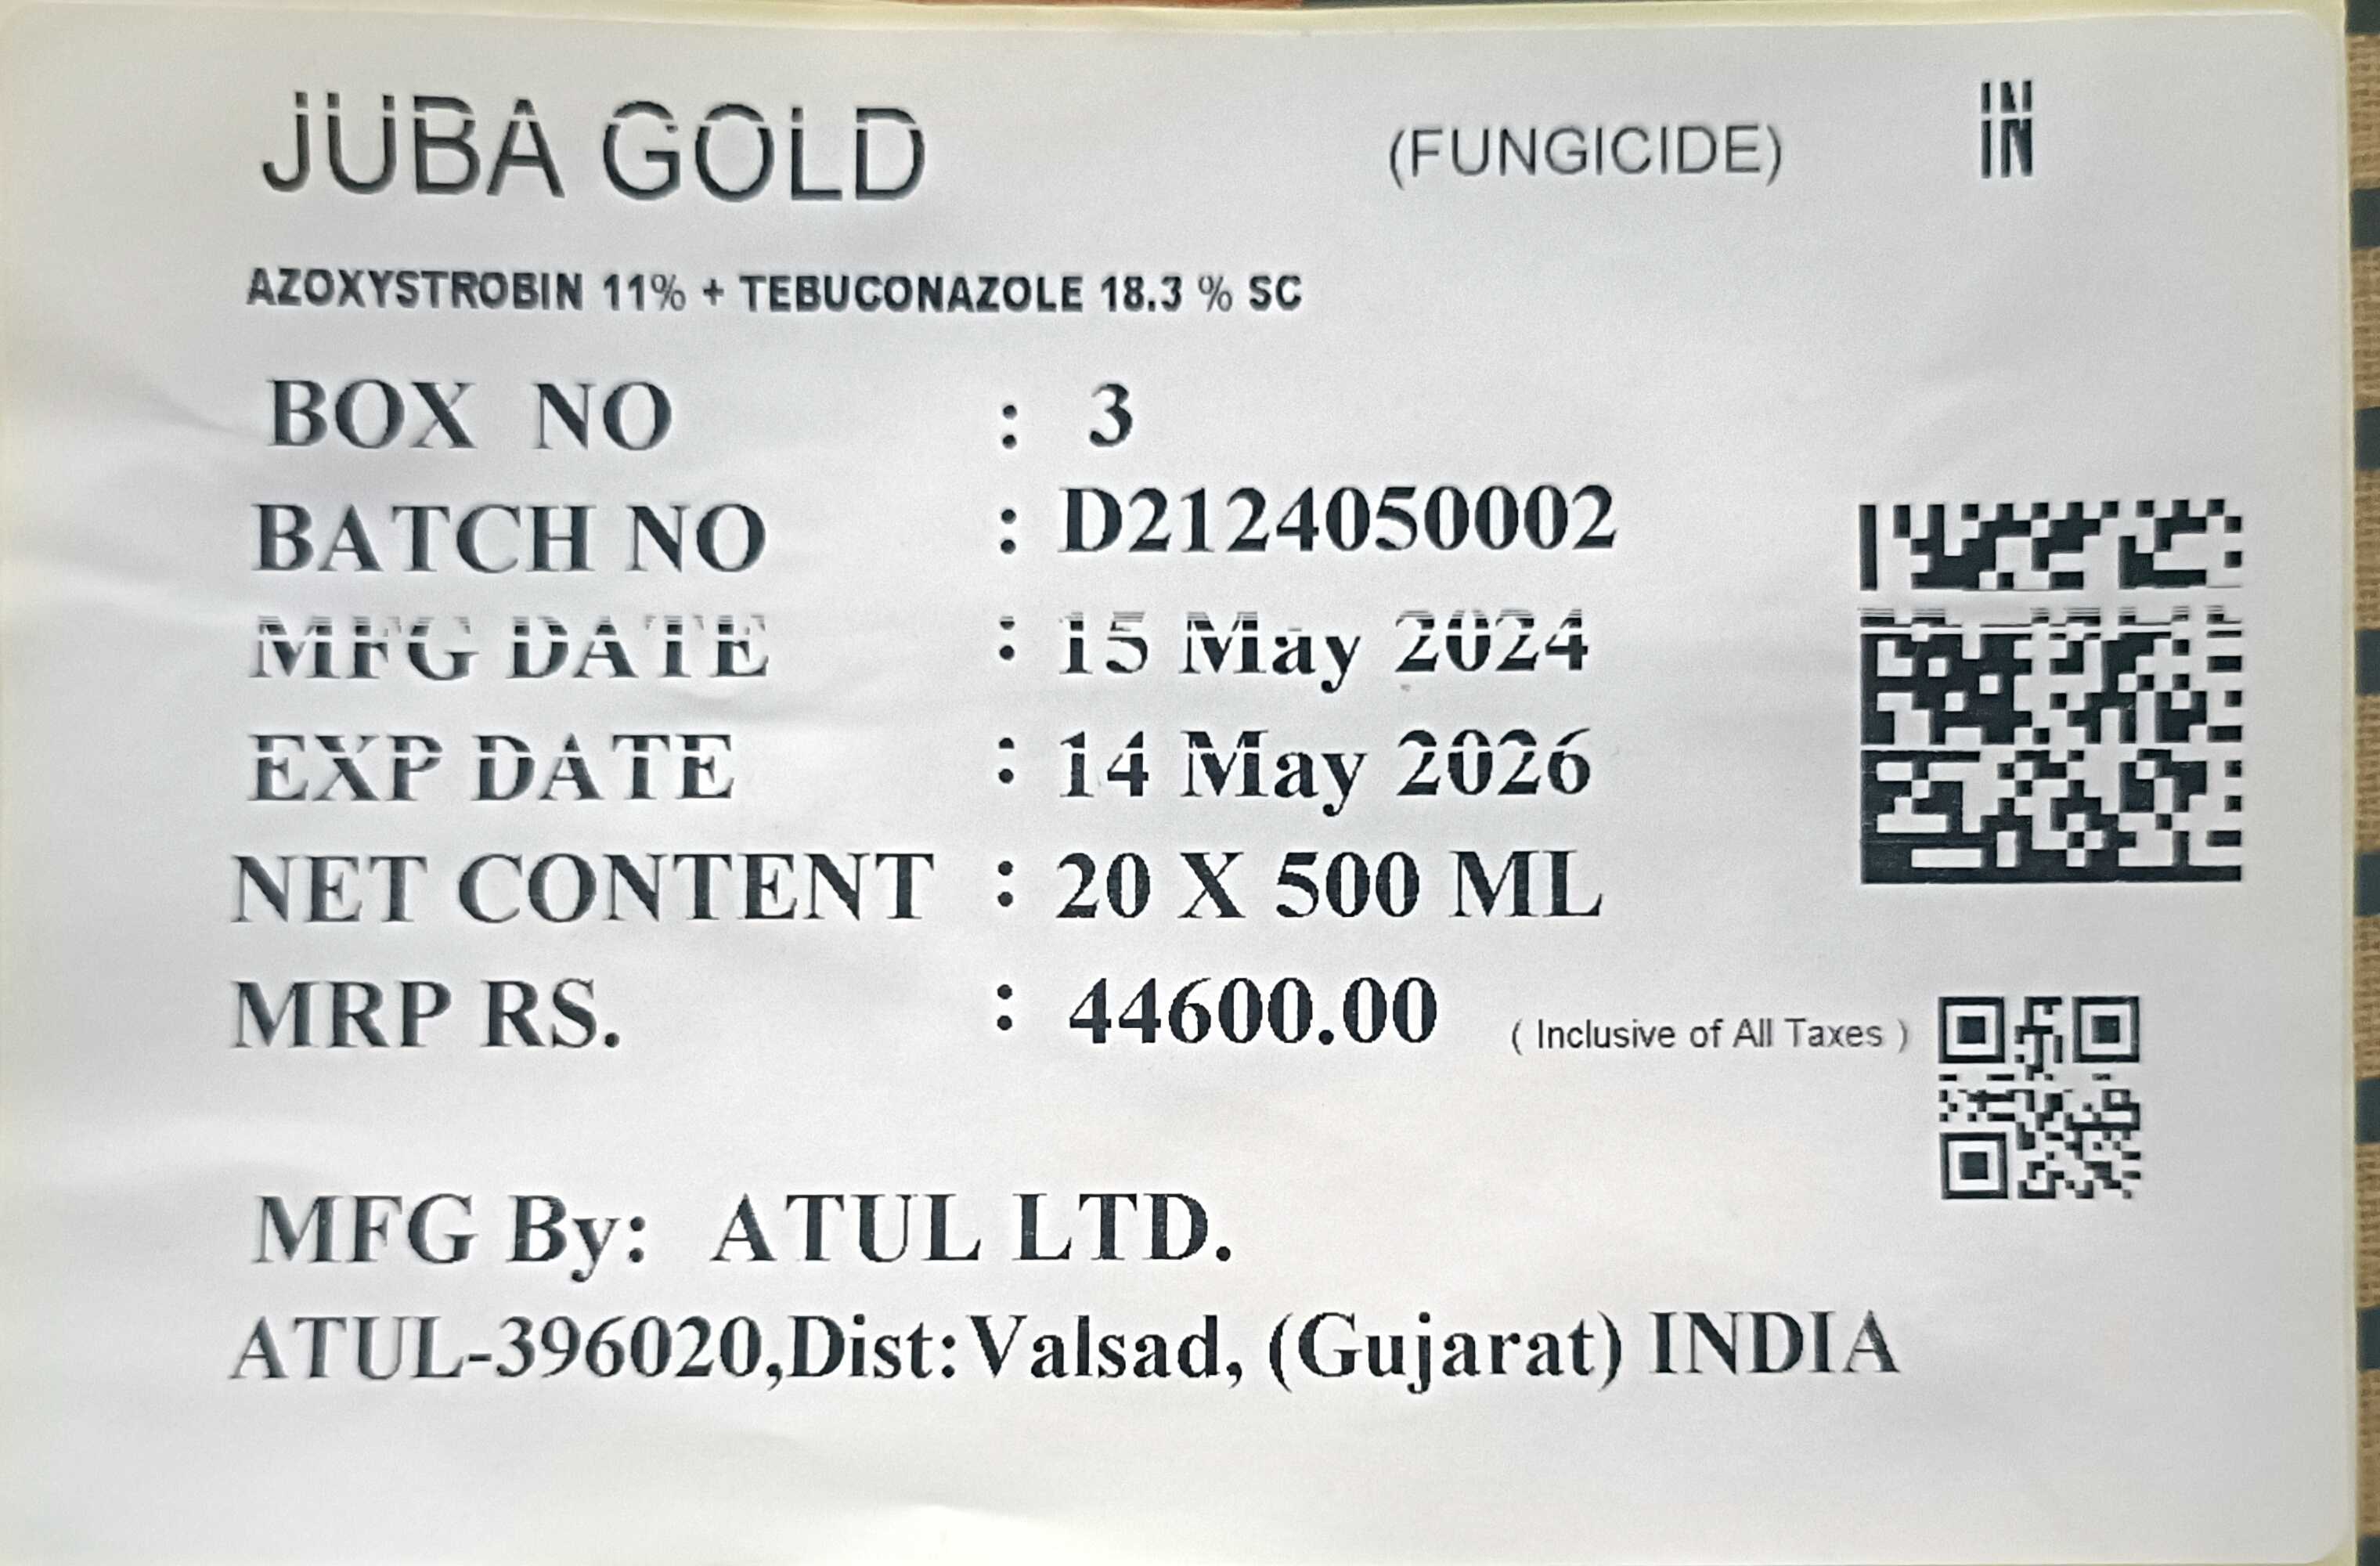 JUBA GOLD (FUNGICIDE) IN
AZOXYSTROBIN 11% + TEBUCONAZOLE 18.3 % SC
BOX NO : 3
BATCH NO : D2124050002
MFG DATE : 15 May 2024
EXP DATE : 14 May 2026
NET CONTENT : 20 X 500 ML
MRP RS. : 44600.00 ( Inclusive of All Taxes )
MFG By: ATUL LTD.
ATUL-396020,Dist:Valsad, (Gujarat) INDIA